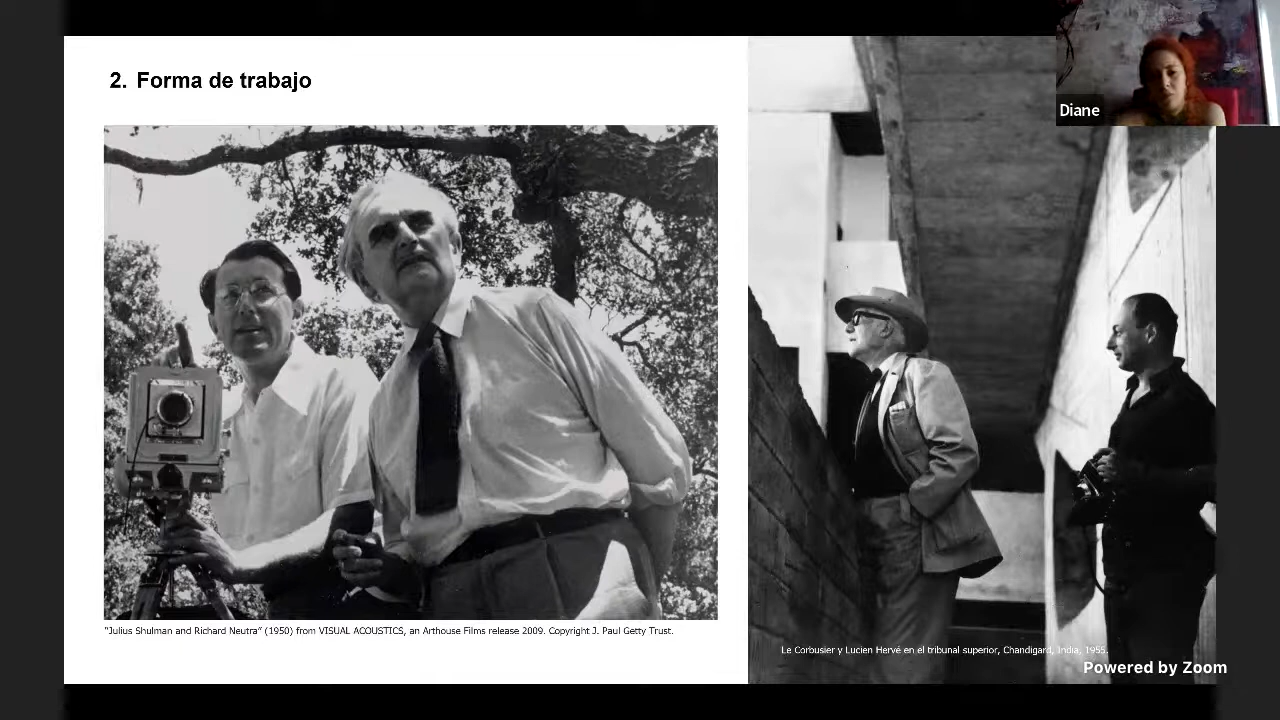 2. Forma de trabajo
Diane
"Julius Shulman and Richard Neutra" (1950) from VISUAL ACOUSTICS, an Arthouse Films release 2009. Copyright J. Paul Getty Trust.
Le Corbusier y Lucien Hervé en el tribunal superior, Chandigard, India, 1955.
Powered by Zoom